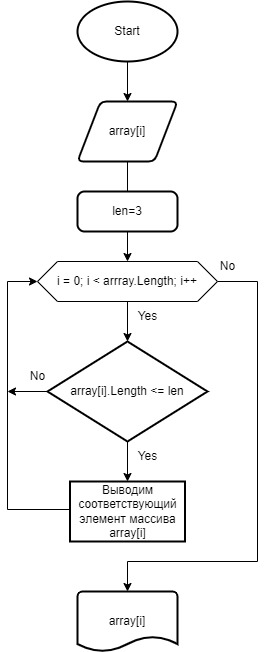 Start
array[i]
len=3
i = 0; i < arrray.Length; i++
No
Yes
array[i].Length <= len
No
Yes
Выводим
соответствующий
элемент массива
array[i]
array[i]